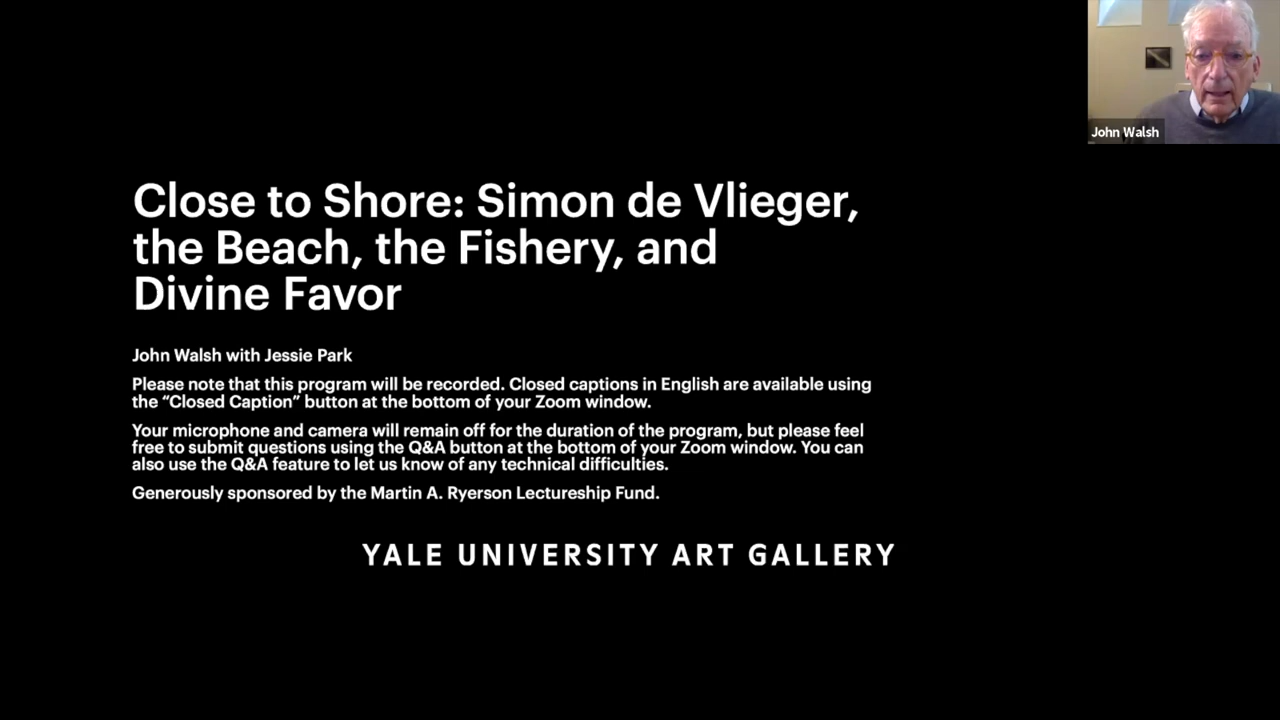 John Walsh
Close to Shore: Simon de Vlieger,
the Beach, the Fishery, and
Divine Favor
John Walsh with Jessie Park
Please note that this program will be recorded. Closed captions in English are available using
the “Closed Caption” button at the bottom of your Zoom window.
Your microphone and camera will remain off for the duration of the program, but please feel
free to submit questions using the Q&A button at the bottom of your Zoom window. You can
also use the Q&A feature to let us know of any technical difficulties.
Generously sponsored by the Martin A. Ryerson Lectureship Fund.
YALE UNIVERSITY ART GALLERY